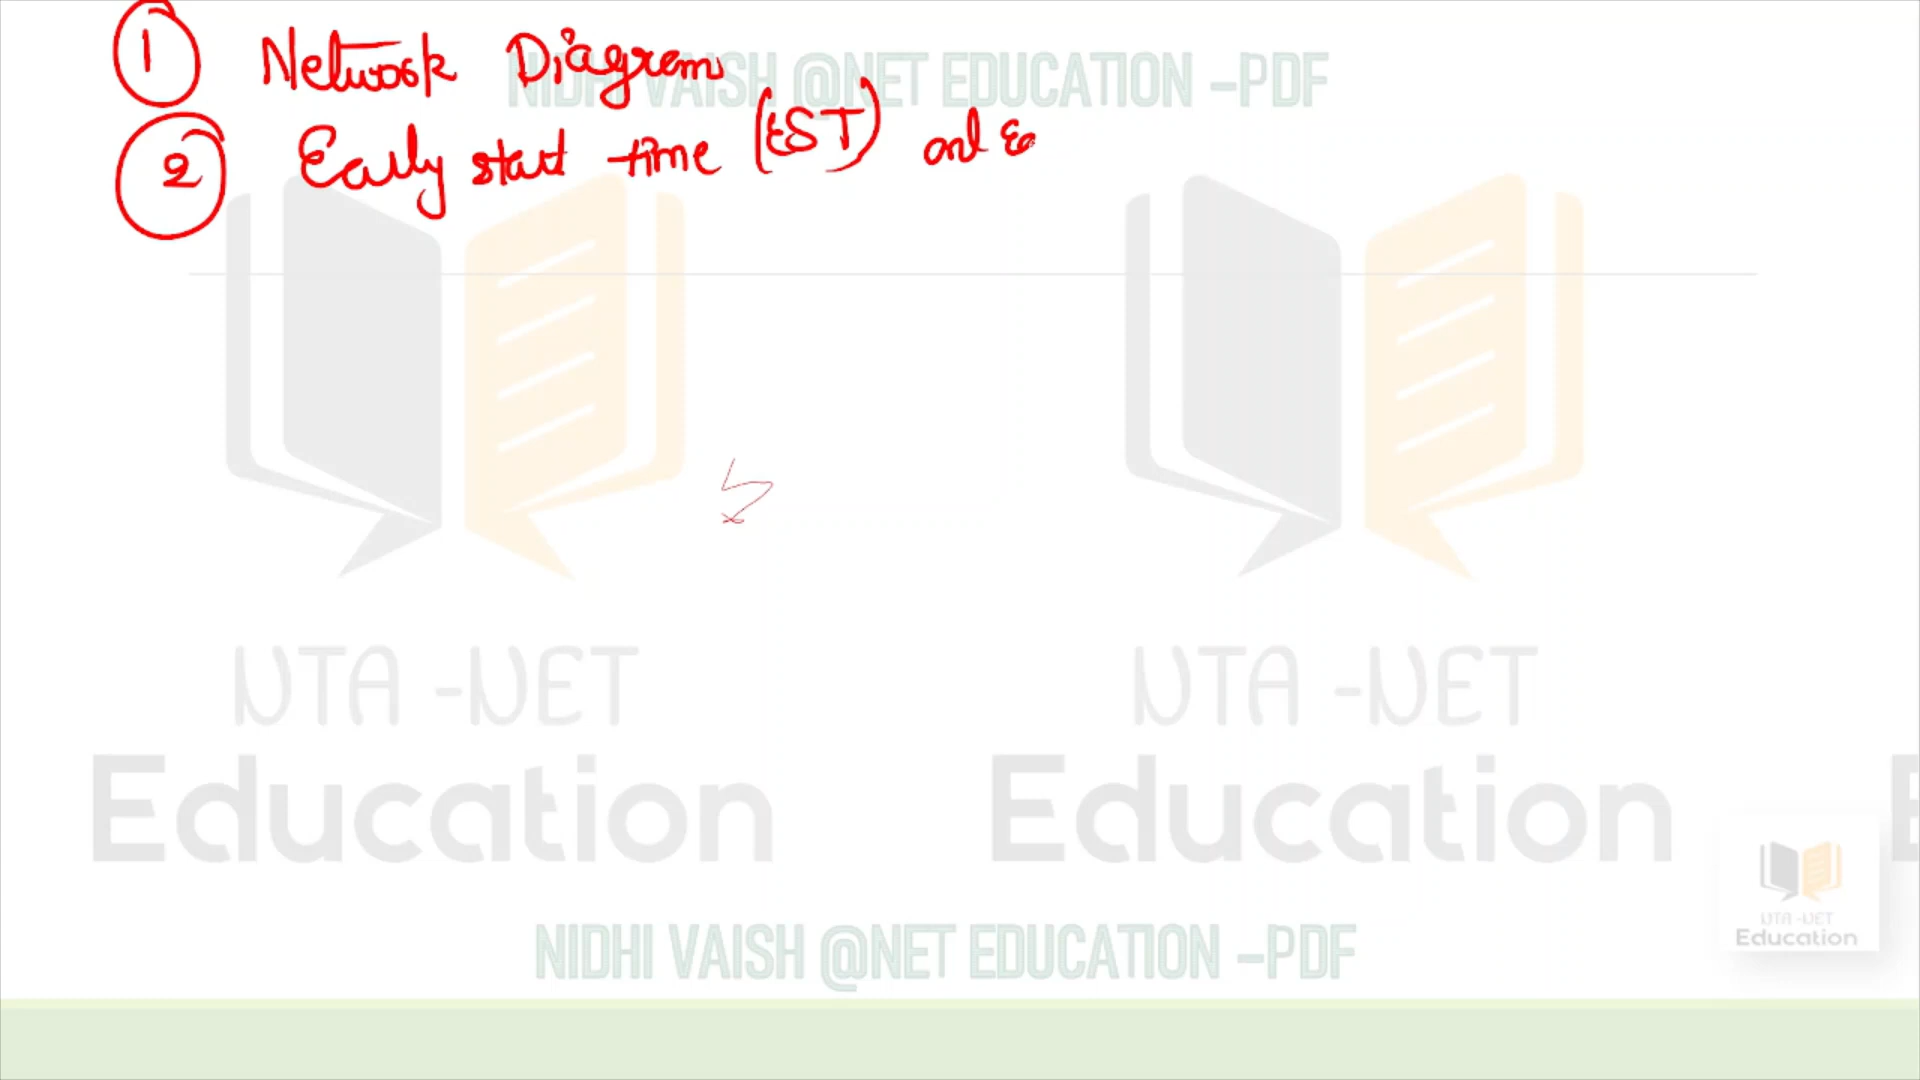 1 Network Diagram
NIDHI VAISH @NET EDUCATION -PDF
2 Early start time (EST) and Ea
NTA -NET
Education
NTA -NET
Education
NTA -NET
Education
NIDHI VAISH @NET EDUCATION -PDF